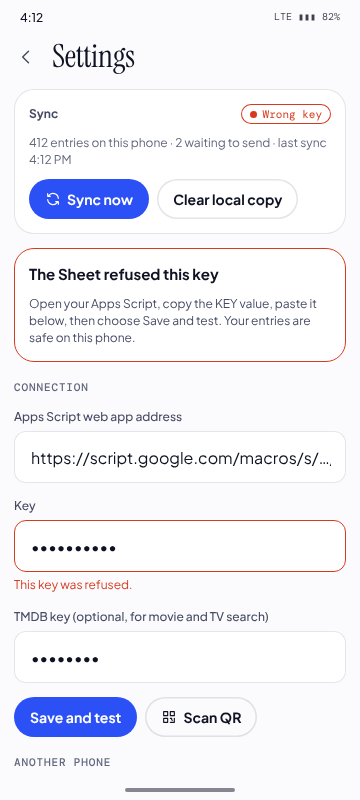 4:12
LTE 82%
Settings
Sync
Wrong key
412 entries on this phone · 2 waiting to send · last sync
4:12 PM
Sync now
Clear local copy
The Sheet refused this key
Open your Apps Script, copy the KEY value, paste it
below, then choose Save and test. Your entries are
safe on this phone.
CONNECTION
Apps Script web app address
https://script.google.com/macros/s/...
Key
••••••••••
This key was refused.
TMDB key (optional, for movie and TV search)
••••••••
Save and test
Scan QR
ANOTHER PHONE